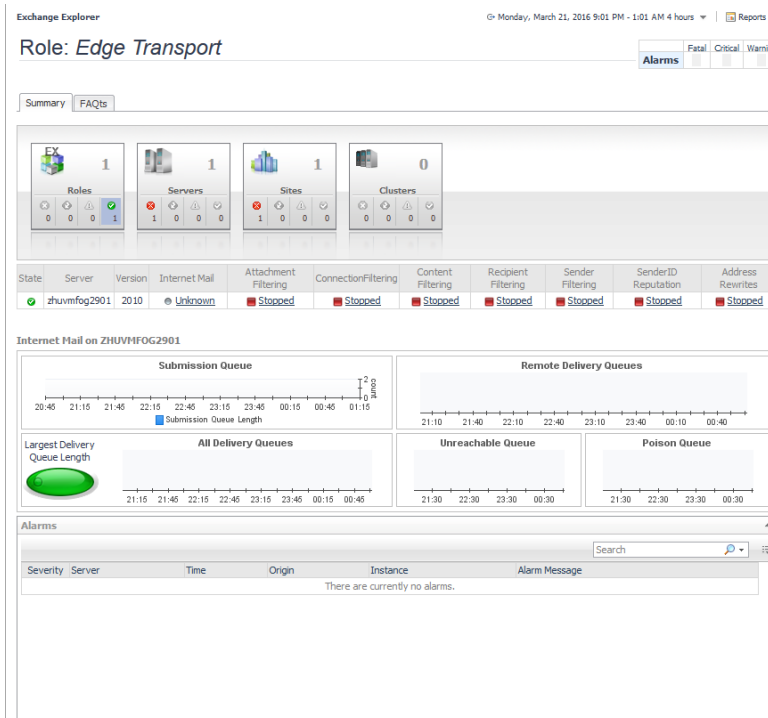 Exchange Explorer
Monday, March 21, 2016 9:01 PM - 1:01 AM 4 hours
Reports
Role: Edge Transport
Fatal Critical Warni
Alarms
Summary FAQts
EX 1 1 1 0
Roles Servers Sites Clusters
0 0 0 1 1 0 0 0 1 0 0 0 0 0 0 0
State Server Version Internet Mail Attachment Filtering ConnectionFiltering Content Filtering Recipient Filtering Sender Filtering SenderID Reputation Address Rewrites
zhuvmfog2901 2010 Unknown Stopped Stopped Stopped Stopped Stopped Stopped Stopped
Internet Mail on ZHUVMFOG2901
Submission Queue
2
0
count
20:45 21:15 21:45 22:15 22:45 23:15 23:45 00:15 00:45 01:15
Submission Queue Length
Remote Delivery Queues
21:10 21:40 22:10 22:40 23:10 23:40 00:10 00:40
Largest Delivery
Queue Length
All Delivery Queues
21:15 21:45 22:15 22:45 23:15 23:45 00:15 00:45
Unreachable Queue
21:30 22:30 23:30 00:30
Poison Queue
21:30 22:30 23:30 00:30
Alarms
Search
Severity Server Time Origin Instance Alarm Message
There are currently no alarms.